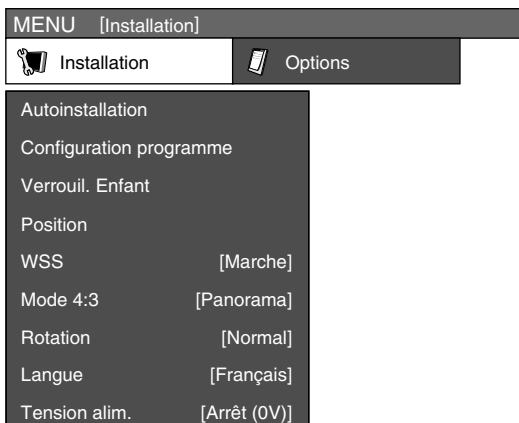 MENU [Installation]
Installation Options
Autoinstallation
Configuration programme
Verrouil. Enfant
Position
WSS [Marche]
Mode 4:3 [Panorama]
Rotation [Normal]
Langue [Français]
Tension alim. [Arrêt (0V)]